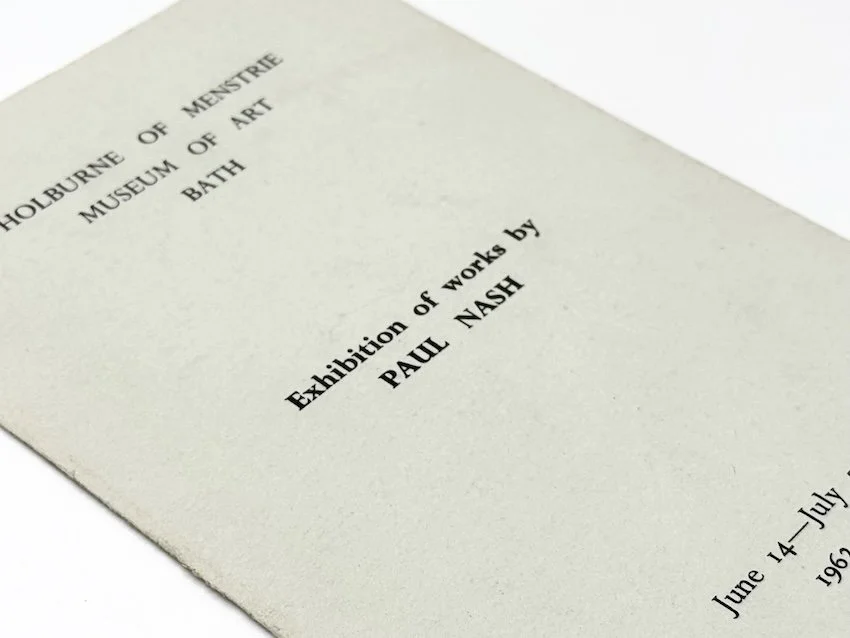 HOLBURNE OF MENSTRIE
MUSEUM OF ART
BATH
Exhibition of works by
PAUL NASH
June 14—July